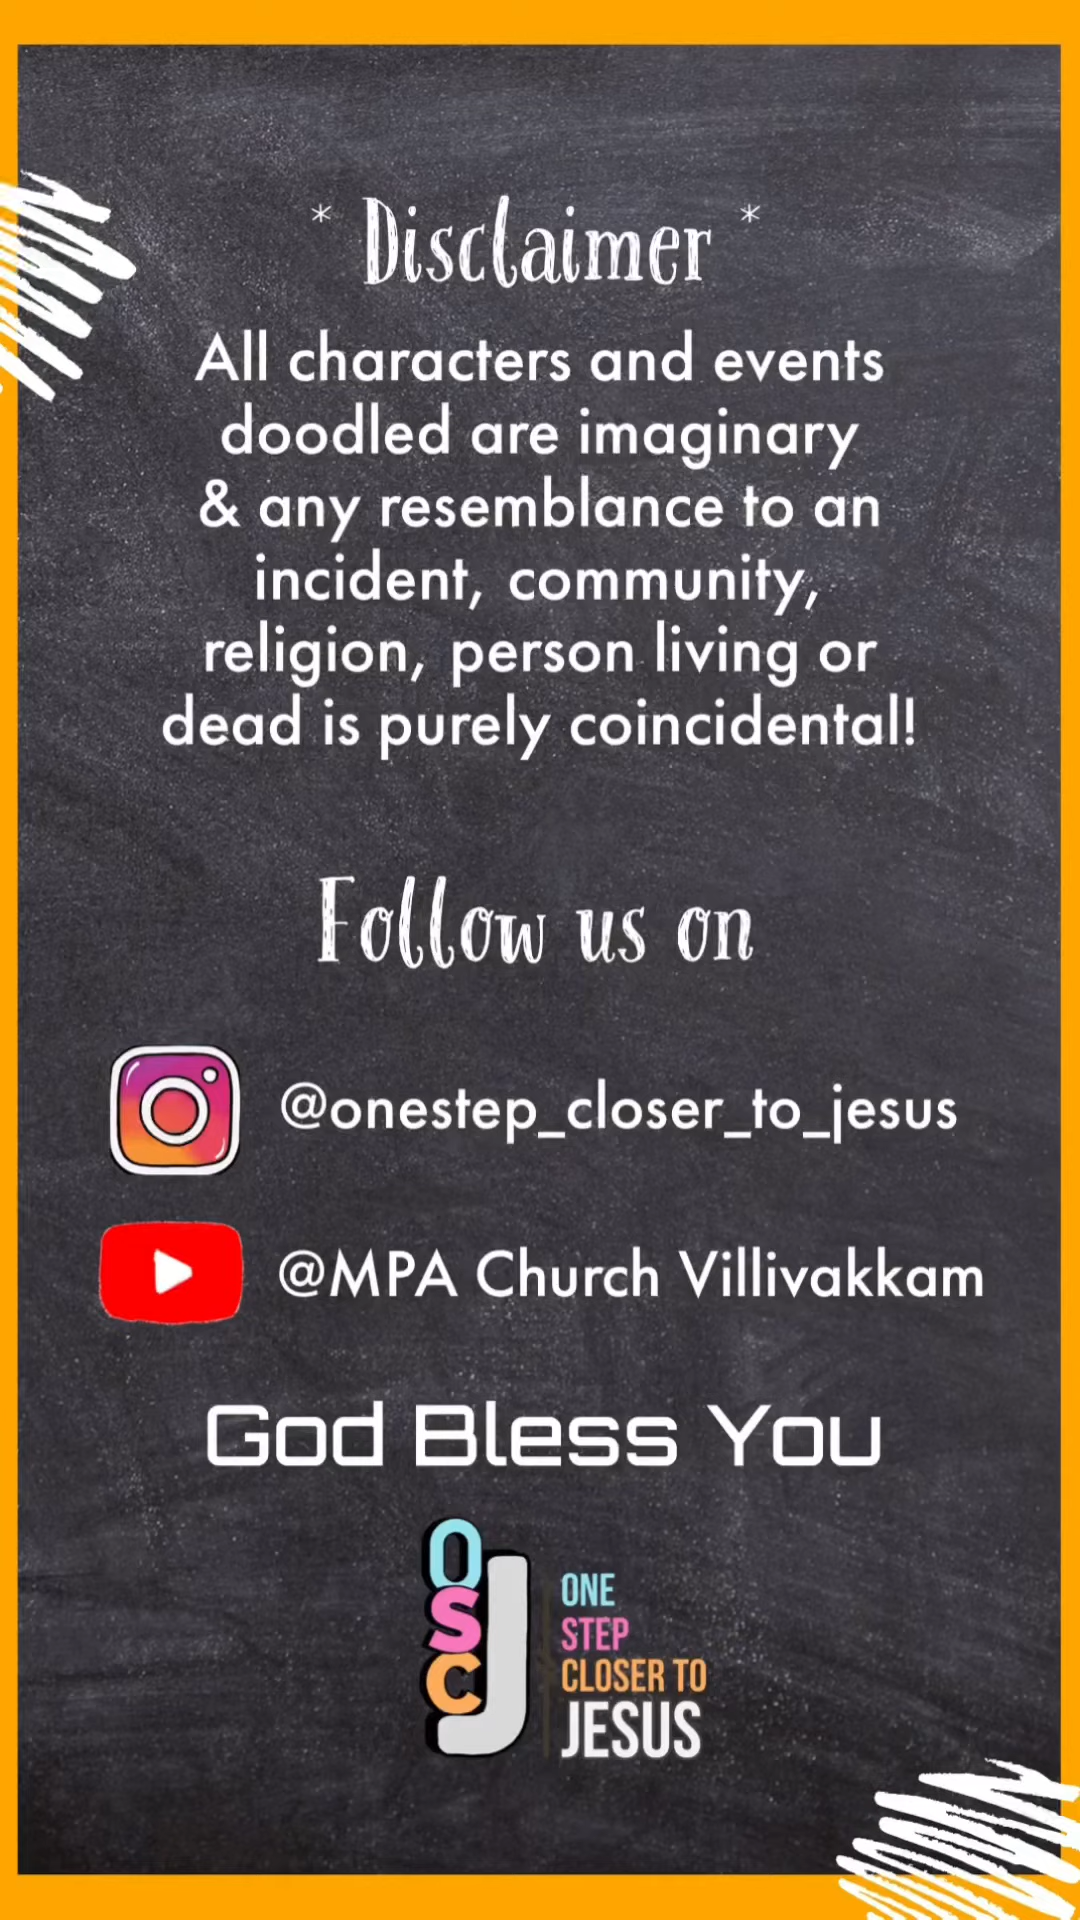 * Disclaimer *
All characters and events
doodled are imaginary
& any resemblance to an
incident, community,
religion, person living or
dead is purely coincidental!
Follow us on
@onestep_closer_to_jesus
@MPA Church Villivakkam
God Bless You
OSCJ
ONE
STEP
CLOSER TO
JESUS